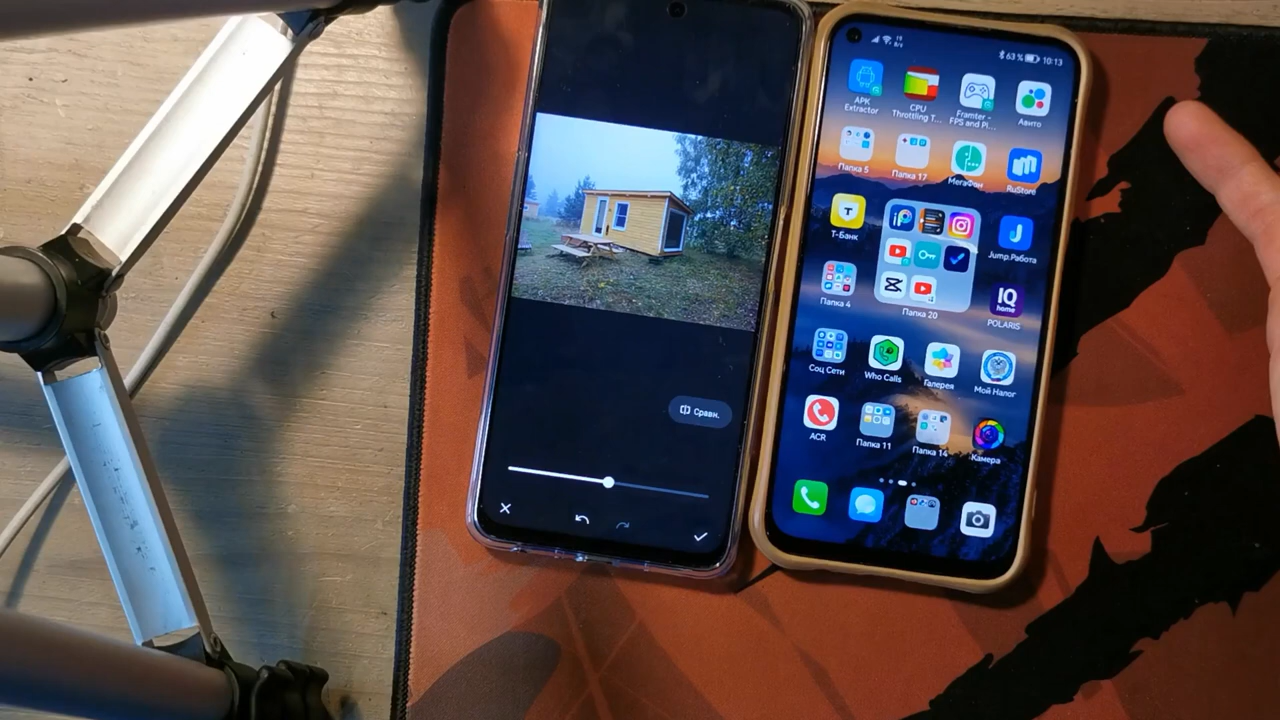 Сравн.
63 %
10:13
APK
Extractor
CPU
Throttling T...
Framter -
FPS and Pi...
Авито
Папка 5
Папка 17
МегаФон
RuStore
Т-Банк
Папка 20
Jump.Работа
Папка 4
IQ
home
POLARIS
Соц Сети
Who Calls
Галерея
Мой Налог
ACR
Папка 11
Папка 14
Камера